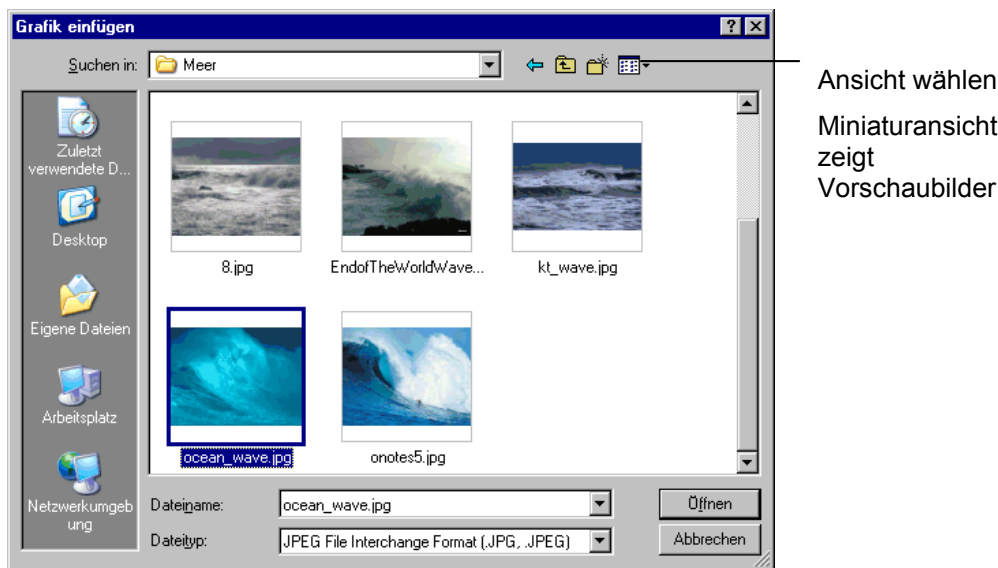 Grafik einfügen
Suchen in:
Meer
Ansicht wählen
Miniaturansicht
zeigt
Vorschaubilder
Zuletzt
verwendete D...
Desktop
Eigene Dateien
Arbeitsplatz
Netzwerkumgeb
ung
8.jpg
EndofTheWorldWave...
kt_wave.jpg
ocean_wave.jpg
onotes5.jpg
Dateiname:
ocean_wave.jpg
Öffnen
Dateityp:
JPEG File Interchange Format (.JPG, .JPEG)
Abbrechen